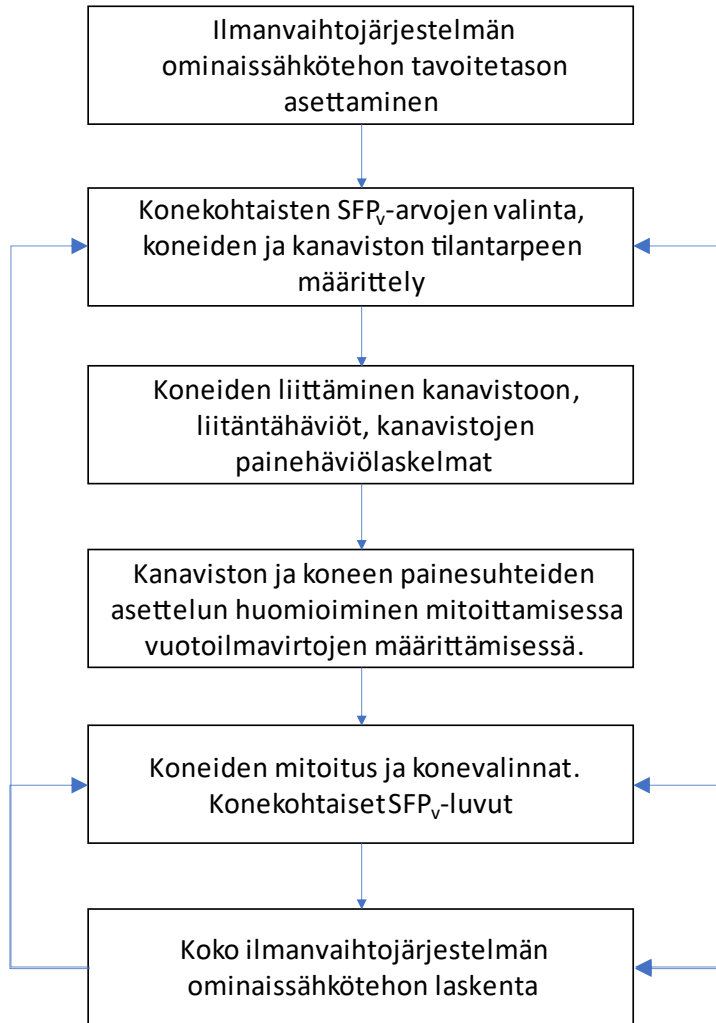 Ilmanvaihtojärjestelmän
ominaissähkötehon tavoitetason
asettaminen
Konekohtaisten SFPᵥ-arvojen valinta,
koneiden ja kanaviston tilantarpeen
määrittely
Koneiden liittäminen kanavistoon,
liitäntähäviöt, kanavistojen
painehäviölaskelmat
Kanaviston ja koneen painesuhteiden
asettelun huomioiminen mitoittamisessa
vuotoilmavirtojen määrittämisessä.
Koneiden mitoitus ja konevalinnat.
Konekohtaiset SFPᵥ-luvut
Koko ilmanvaihtojärjestelmän
ominaissähkötehon laskenta